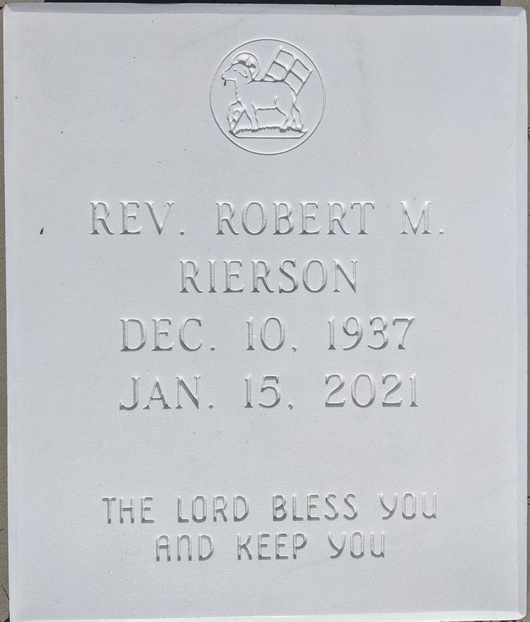 REV. ROBERT M.
RIERSON
DEC. 10, 1937
JAN. 15, 2021
THE LORD BLESS YOU
AND KEEP YOU